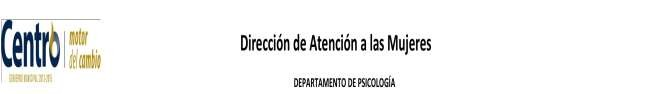 Centro
motor
del cambio
Dirección de Atención a las Mujeres
DEPARTAMENTO DE PSICOLOGÍA